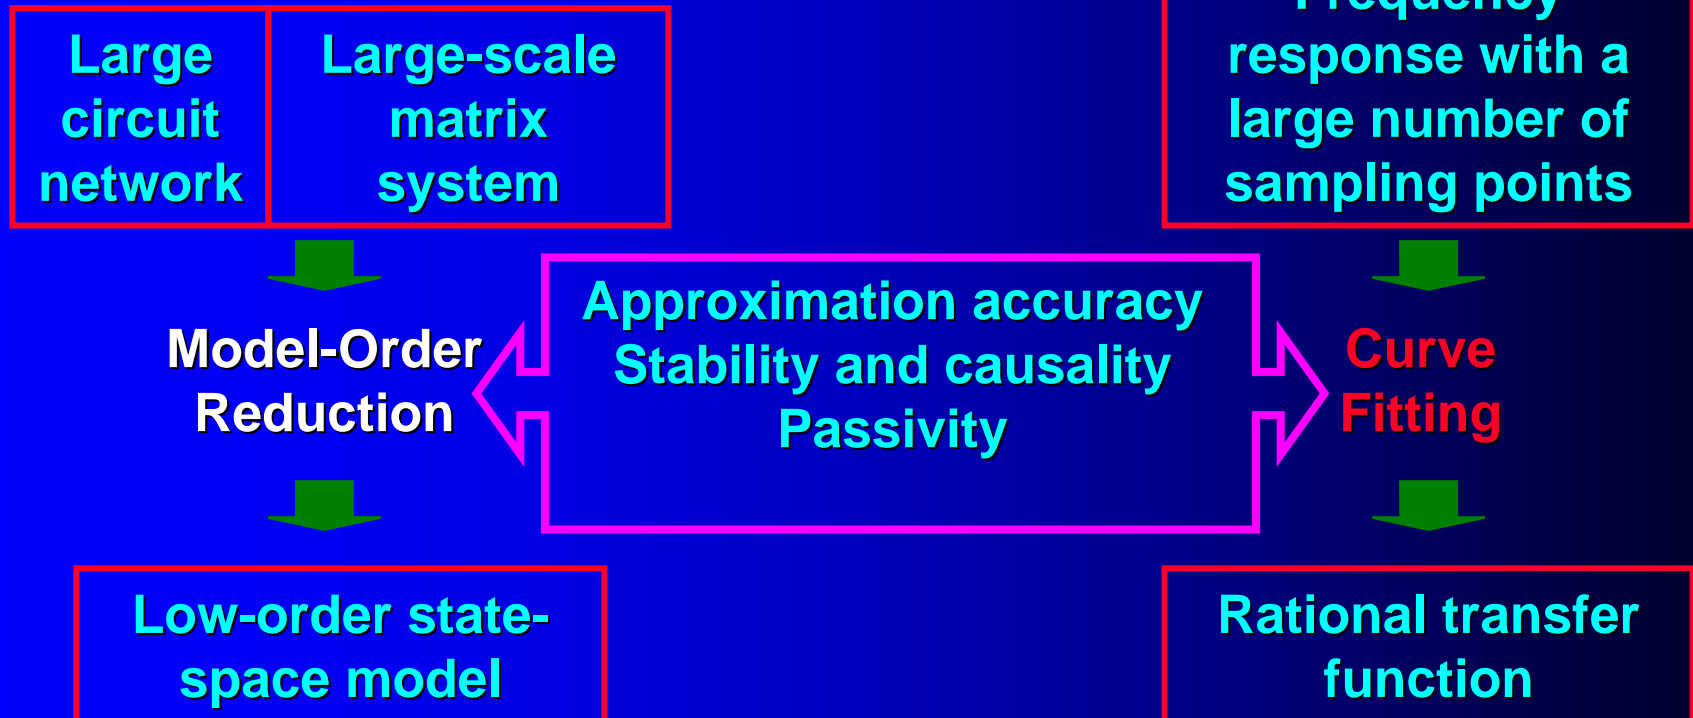 Large
circuit
network
Large-scale
matrix
system
Frequency
response with a
large number of
sampling points
Approximation accuracy
Stability and causality
Passivity
Model-Order
Reduction
Curve
Fitting
Low-order state-
space model
Rational transfer
function